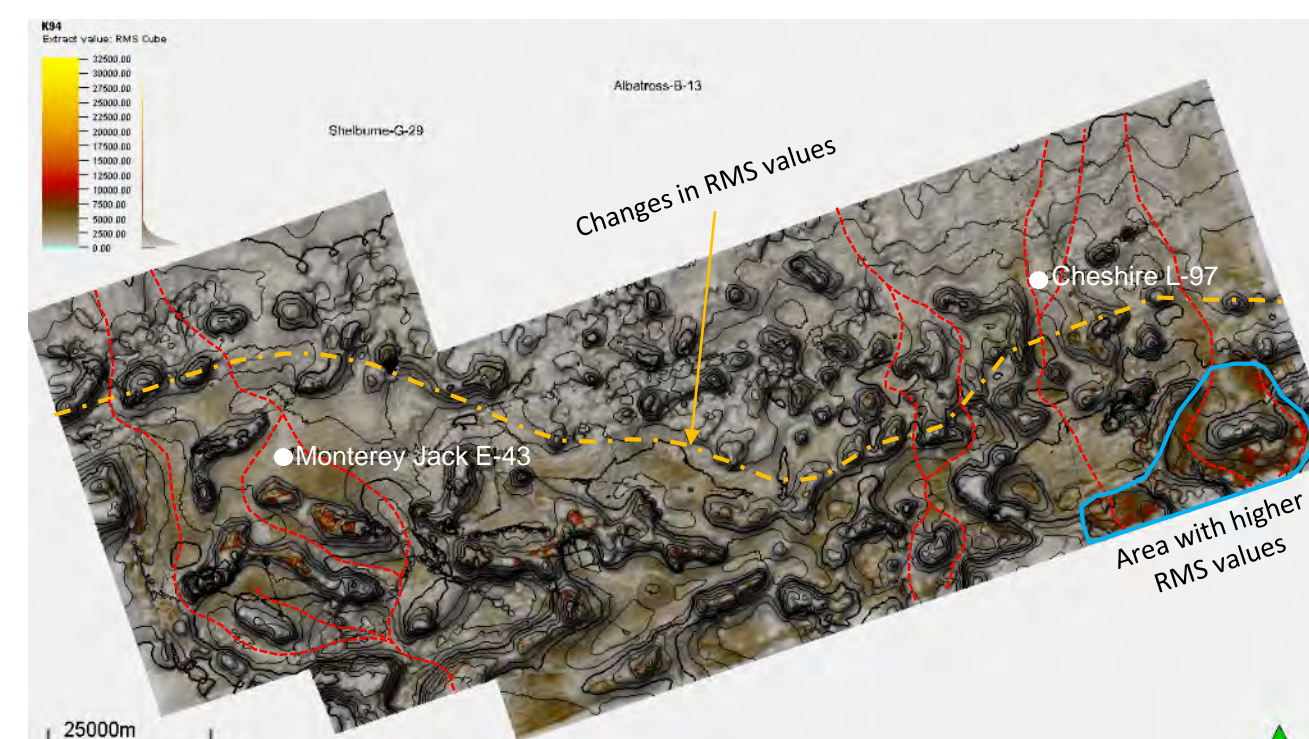 K94
Extract value: RMS Cube
32500.00
30000.00
27500.00
25000.00
22500.00
20000.00
17500.00
15000.00
12500.00
10000.00
7500.00
5000.00
2500.00
0.00
Albatross-B-13
Shelburne-G-29
Changes in RMS values
Cheshire L-97
Monterey Jack E-43
Area with higher
RMS values
25000m